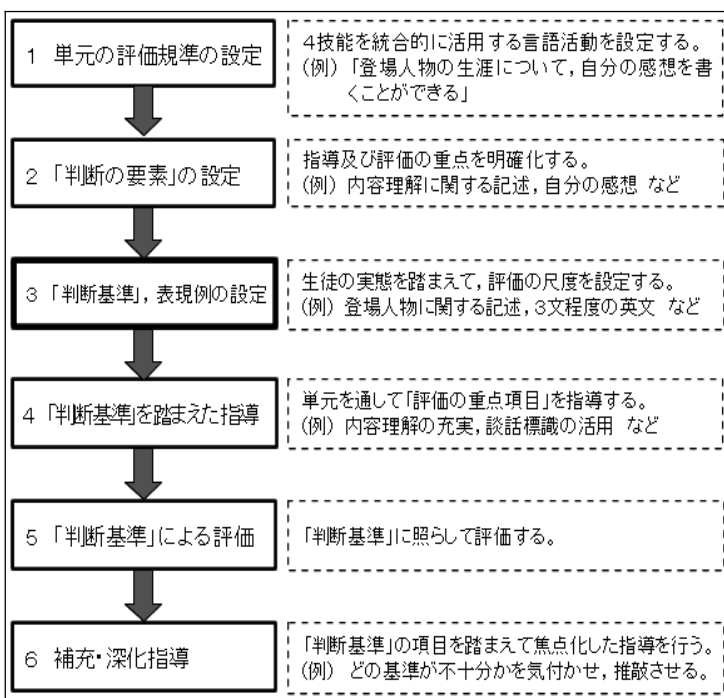 1 単元の評価規準の設定
4技能を統合的に活用する言語活動を設定する。
(例)「登場人物の生涯について,自分の感想を書
くことができる」
2 「判断の要素」の設定
指導及び評価の重点を明確化する。
(例) 内容理解に関する記述,自分の感想 など
3 「判断基準」,表現例の設定
生徒の実態を踏まえて,評価の尺度を設定する。
(例) 登場人物に関する記述,3文程度の英文 など
4 「判断基準」を踏まえた指導
単元を通して「評価の重点項目」を指導する。
(例) 内容理解の充実,談話標識の活用 など
5 「判断基準」による評価
「判断基準」に照らして評価する。
6 補充・深化指導
「判断基準」の項目を踏まえて焦点化した指導を行う。
(例) どの基準が不十分かを気付かせ,推敲させる。